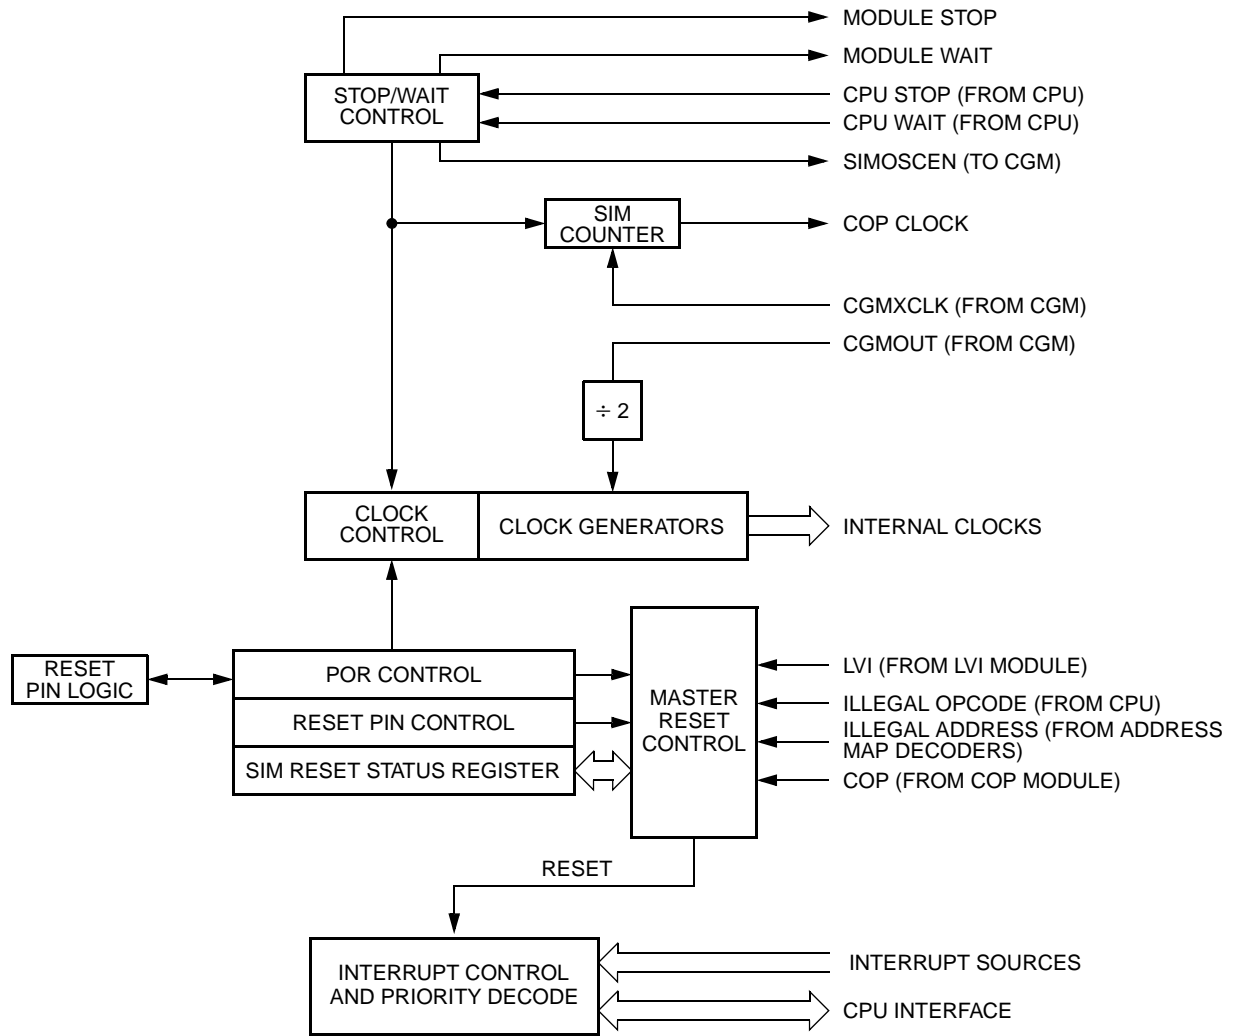 MODULE STOP
MODULE WAIT
STOP/WAIT
CONTROL
CPU STOP (FROM CPU)
CPU WAIT (FROM CPU)
SIMOSCEN (TO CGM)
SIM
COUNTER
COP CLOCK
CGMXCLK (FROM CGM)
CGMOUT (FROM CGM)
÷ 2
CLOCK
CONTROL
CLOCK GENERATORS
INTERNAL CLOCKS
RESET
PIN LOGIC
POR CONTROL
RESET PIN CONTROL
SIM RESET STATUS REGISTER
MASTER
RESET
CONTROL
LVI (FROM LVI MODULE)
ILLEGAL OPCODE (FROM CPU)
ILLEGAL ADDRESS (FROM ADDRESS
MAP DECODERS)
COP (FROM COP MODULE)
RESET
INTERRUPT CONTROL
AND PRIORITY DECODE
INTERRUPT SOURCES
CPU INTERFACE